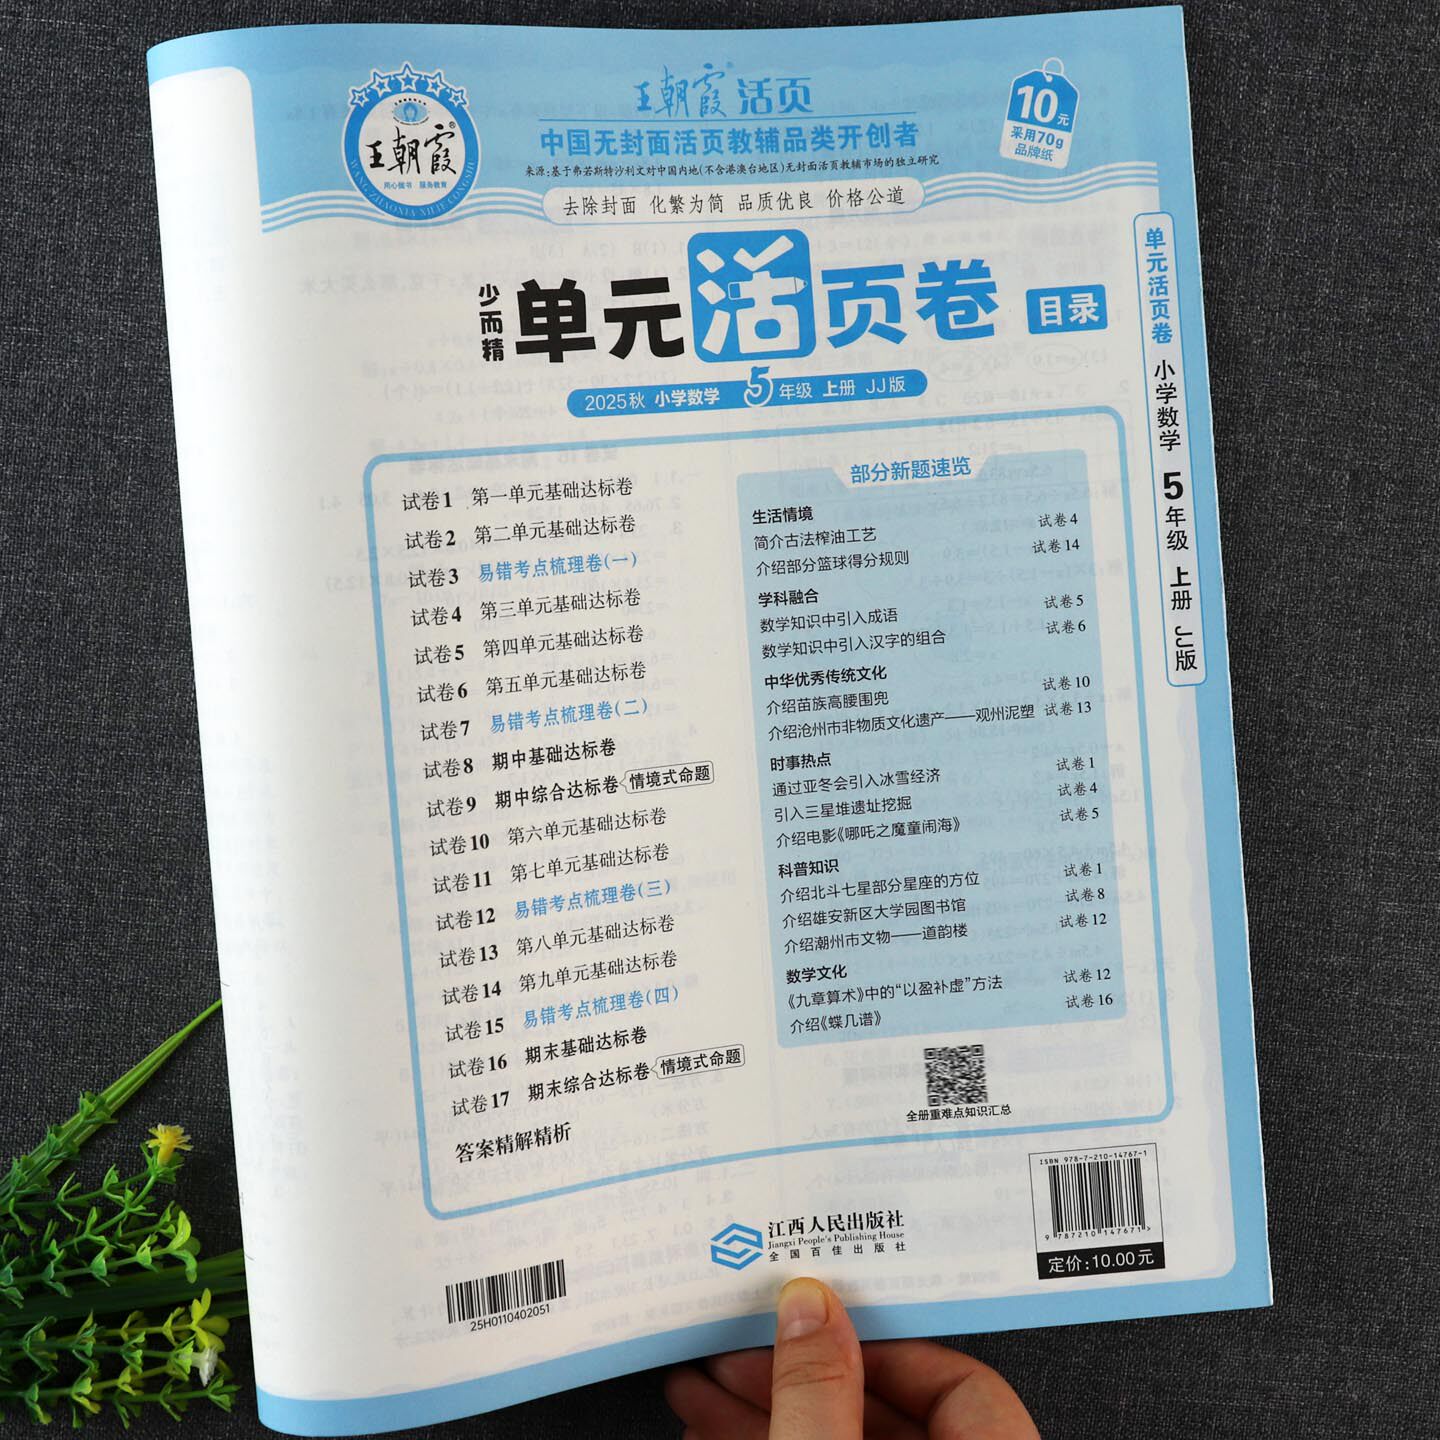 王朝霞®
用心做书 服务教育
WANG ZHAOXIA XILIE CONGSHU
王朝霞®活页
中国无封面活页教辅品类开创者
来源:基于弗若斯特沙利文对中国内地(不含港澳台地区)无封面活页教辅市场的独立研究
去除封面 化繁为简 品质优良 价格公道
10元
采用70g
品牌纸
少而精 单元活页卷 目录
2025秋 小学数学 5年级 上册 JJ版
试卷1 第一单元基础达标卷
试卷2 第二单元基础达标卷
试卷3 易错考点梳理卷(一)
试卷4 第三单元基础达标卷
试卷5 第四单元基础达标卷
试卷6 第五单元基础达标卷
试卷7 易错考点梳理卷(二)
试卷8 期中基础达标卷
试卷9 期中综合达标卷 情境式命题
试卷10 第六单元基础达标卷
试卷11 第七单元基础达标卷
试卷12 易错考点梳理卷(三)
试卷13 第八单元基础达标卷
试卷14 第九单元基础达标卷
试卷15 易错考点梳理卷(四)
试卷16 期末基础达标卷
试卷17 期末综合达标卷 情境式命题
答案精解精析
部分新题速览
生活情境
简介古法榨油工艺 试卷4
介绍部分篮球得分规则 试卷14
学科融合
数学知识中引入成语 试卷5
数学知识中引入汉字的组合 试卷6
中华优秀传统文化
介绍苗族高腰围兜 试卷10
介绍沧州市非物质文化遗产——观州泥塑 试卷13
时事热点
通过亚冬会引入冰雪经济 试卷1
引入三星堆遗址挖掘 试卷4
介绍电影《哪吒之魔童闹海》 试卷5
科普知识
介绍北斗七星部分星座的方位 试卷1
介绍雄安新区大学园图书馆 试卷8
介绍潮州市文物——道韵楼 试卷12
数学文化
《九章算术》中的“以盈补虚”方法 试卷12
介绍《蝶几谱》 试卷16
全册重难点知识汇总
单元活页卷 小学数学 5年级 上册 JJ版
25H0110402051
江西人民出版社
Jiangxi People's Publishing House
全国百佳出版社
ISBN 978-7-210-14767-1
9 787210 147671>
定价:10.00元